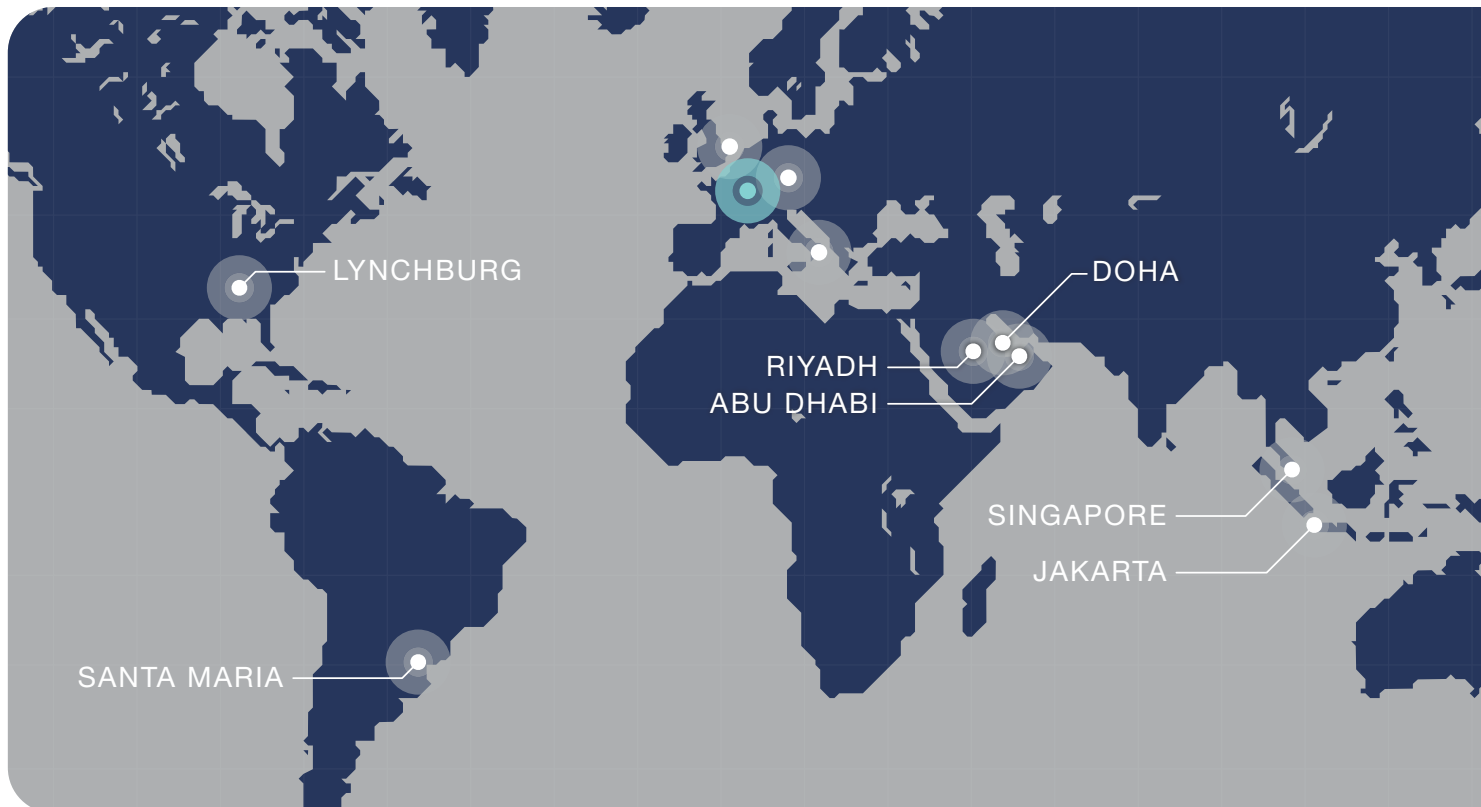 LYNCHBURG
DOHA
RIYADH
ABU DHABI
SINGAPORE
JAKARTA
SANTA MARIA